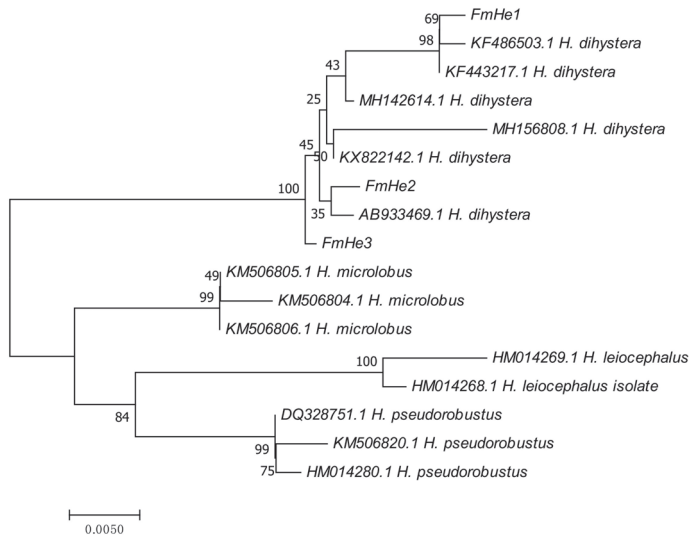 69
FmHe1
98
KF486503.1 H. dihystera
KF443217.1 H. dihystera
43
MH142614.1 H. dihystera
25
MH156808.1 H. dihystera
45
50
KX822142.1 H. dihystera
100
FmHe2
35
AB933469.1 H. dihystera
FmHe3
49
KM506805.1 H. microlobus
99
KM506804.1 H. microlobus
KM506806.1 H. microlobus
100
HM014269.1 H. leiocephalus
HM014268.1 H. leiocephalus isolate
84
DQ328751.1 H. pseudorobustus
99
KM506820.1 H. pseudorobustus
75
HM014280.1 H. pseudorobustus
0.0050